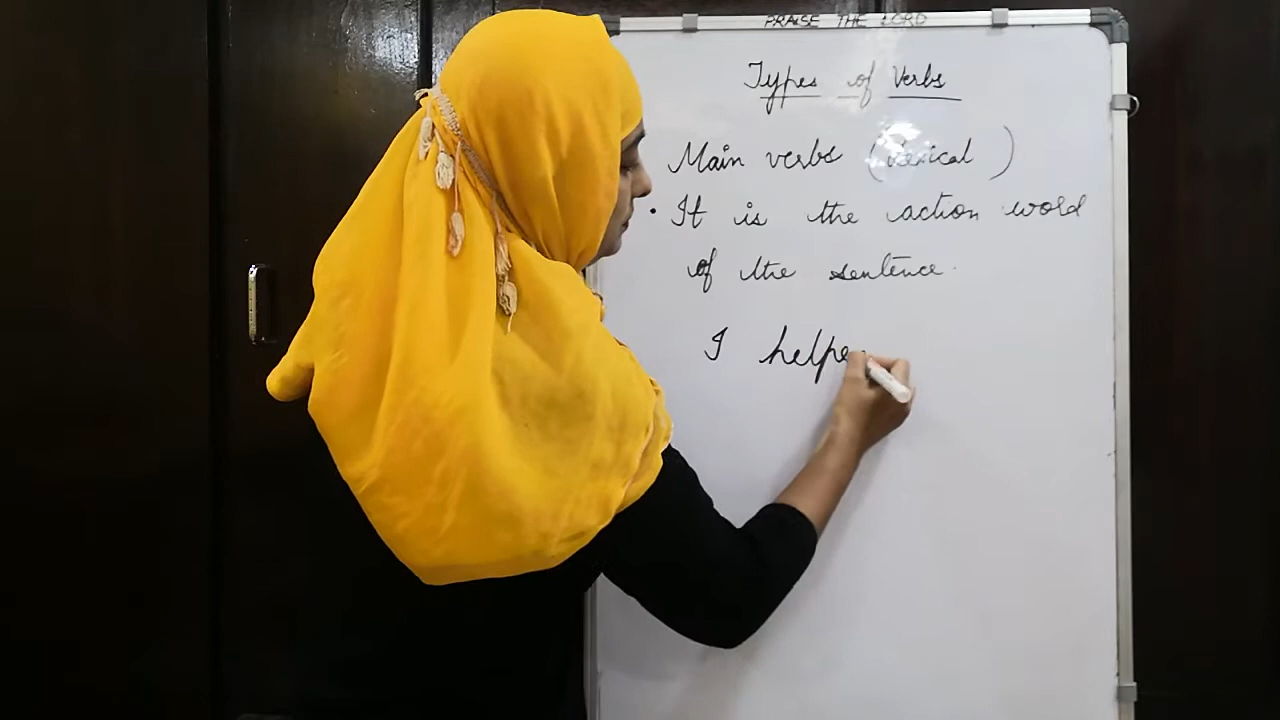 PRAISE THE LORD
Types of Verbs
Main verbs (Lexical)
• It is the action word
of the sentence.
I helpe